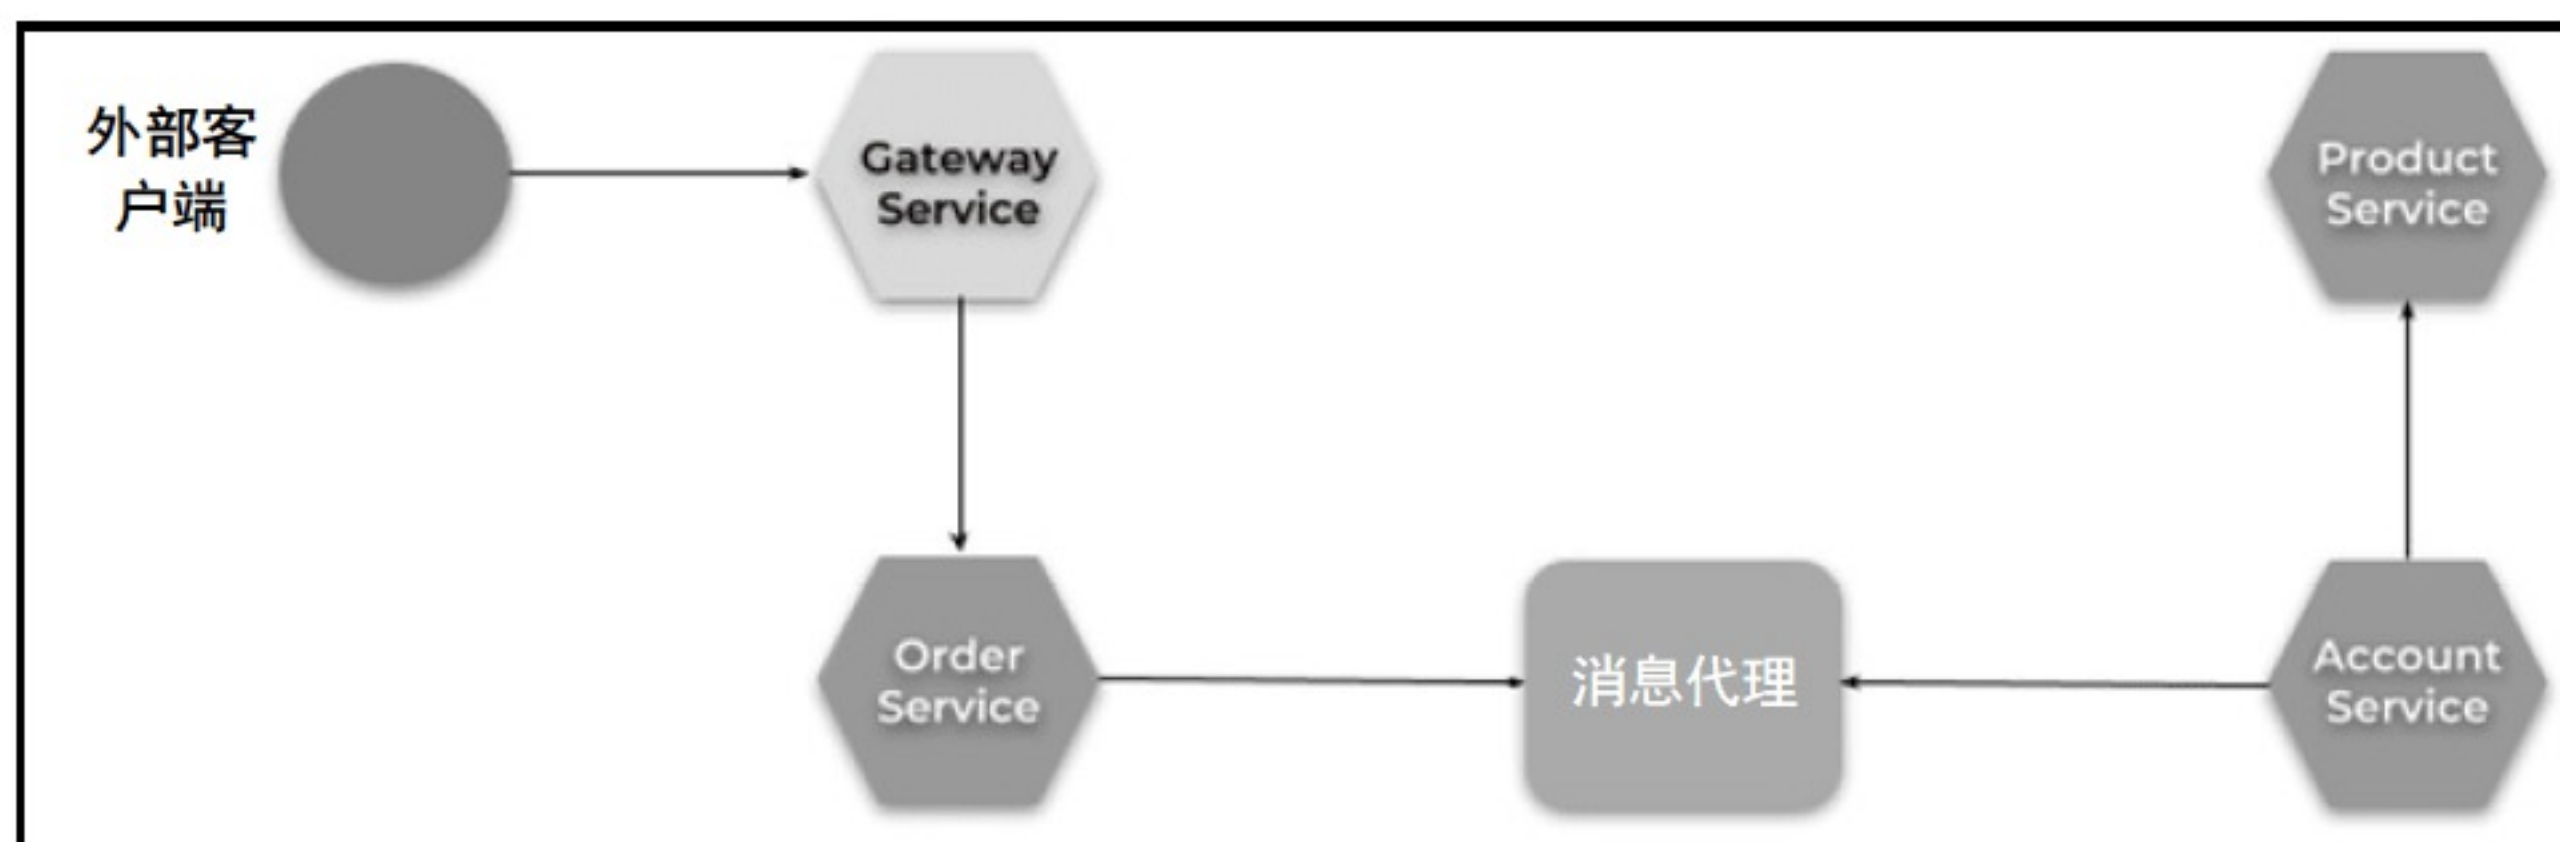 外部客
户端
Gateway
Service
Product
Service
Order
Service
消息代理
Account
Service